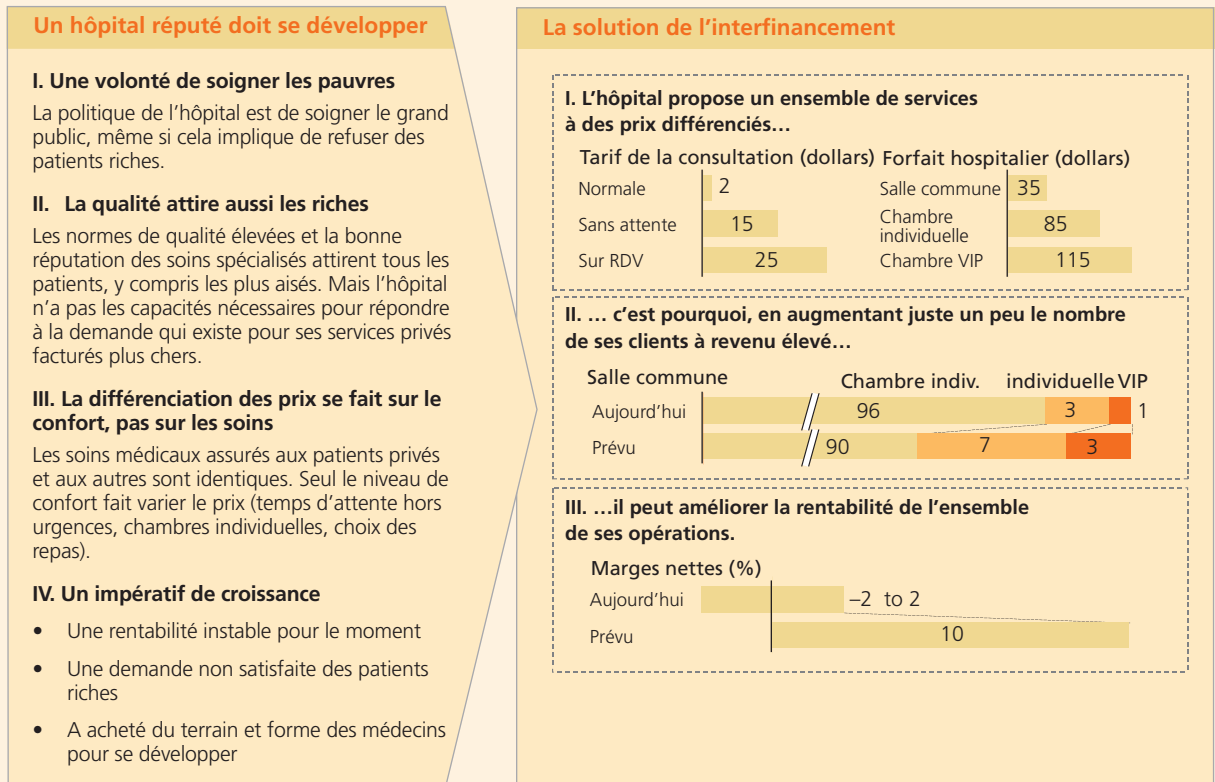 Un hôpital réputé doit se développer
I. Une volonté de soigner les pauvres
La politique de l’hôpital est de soigner le grand
public, même si cela implique de refuser des
patients riches.
II. La qualité attire aussi les riches
Les normes de qualité élevées et la bonne
réputation des soins spécialisés attirent tous les
patients, y compris les plus aisés. Mais l’hôpital
n’a pas les capacités nécessaires pour répondre
à la demande qui existe pour ses services privés
facturés plus chers.
III. La différenciation des prix se fait sur le
confort, pas sur les soins
Les soins médicaux assurés aux patients privés
et aux autres sont identiques. Seul le niveau de
confort fait varier le prix (temps d’attente hors
urgences, chambres individuelles, choix des
repas).
IV. Un impératif de croissance
• Une rentabilité instable pour le moment
• Une demande non satisfaite des patients
riches
• A acheté du terrain et forme des médecins
pour se développer
La solution de l’interfinancement
I. L’hôpital propose un ensemble de services
à des prix différenciés…
Tarif de la consultation (dollars)
Normale 2
Sans attente 15
Sur RDV 25
Forfait hospitalier (dollars)
Salle commune 35
Chambre
individuelle 85
Chambre VIP 115
II. … c’est pourquoi, en augmentant juste un peu le nombre
de ses clients à revenu élevé…
Salle commune Chambre indiv. individuelle VIP
Aujourd’hui 96 3 1
Prévu 90 7 3
III. …il peut améliorer la rentabilité de l’ensemble
de ses opérations.
Marges nettes (%)
Aujourd’hui –2 to 2
Prévu 10